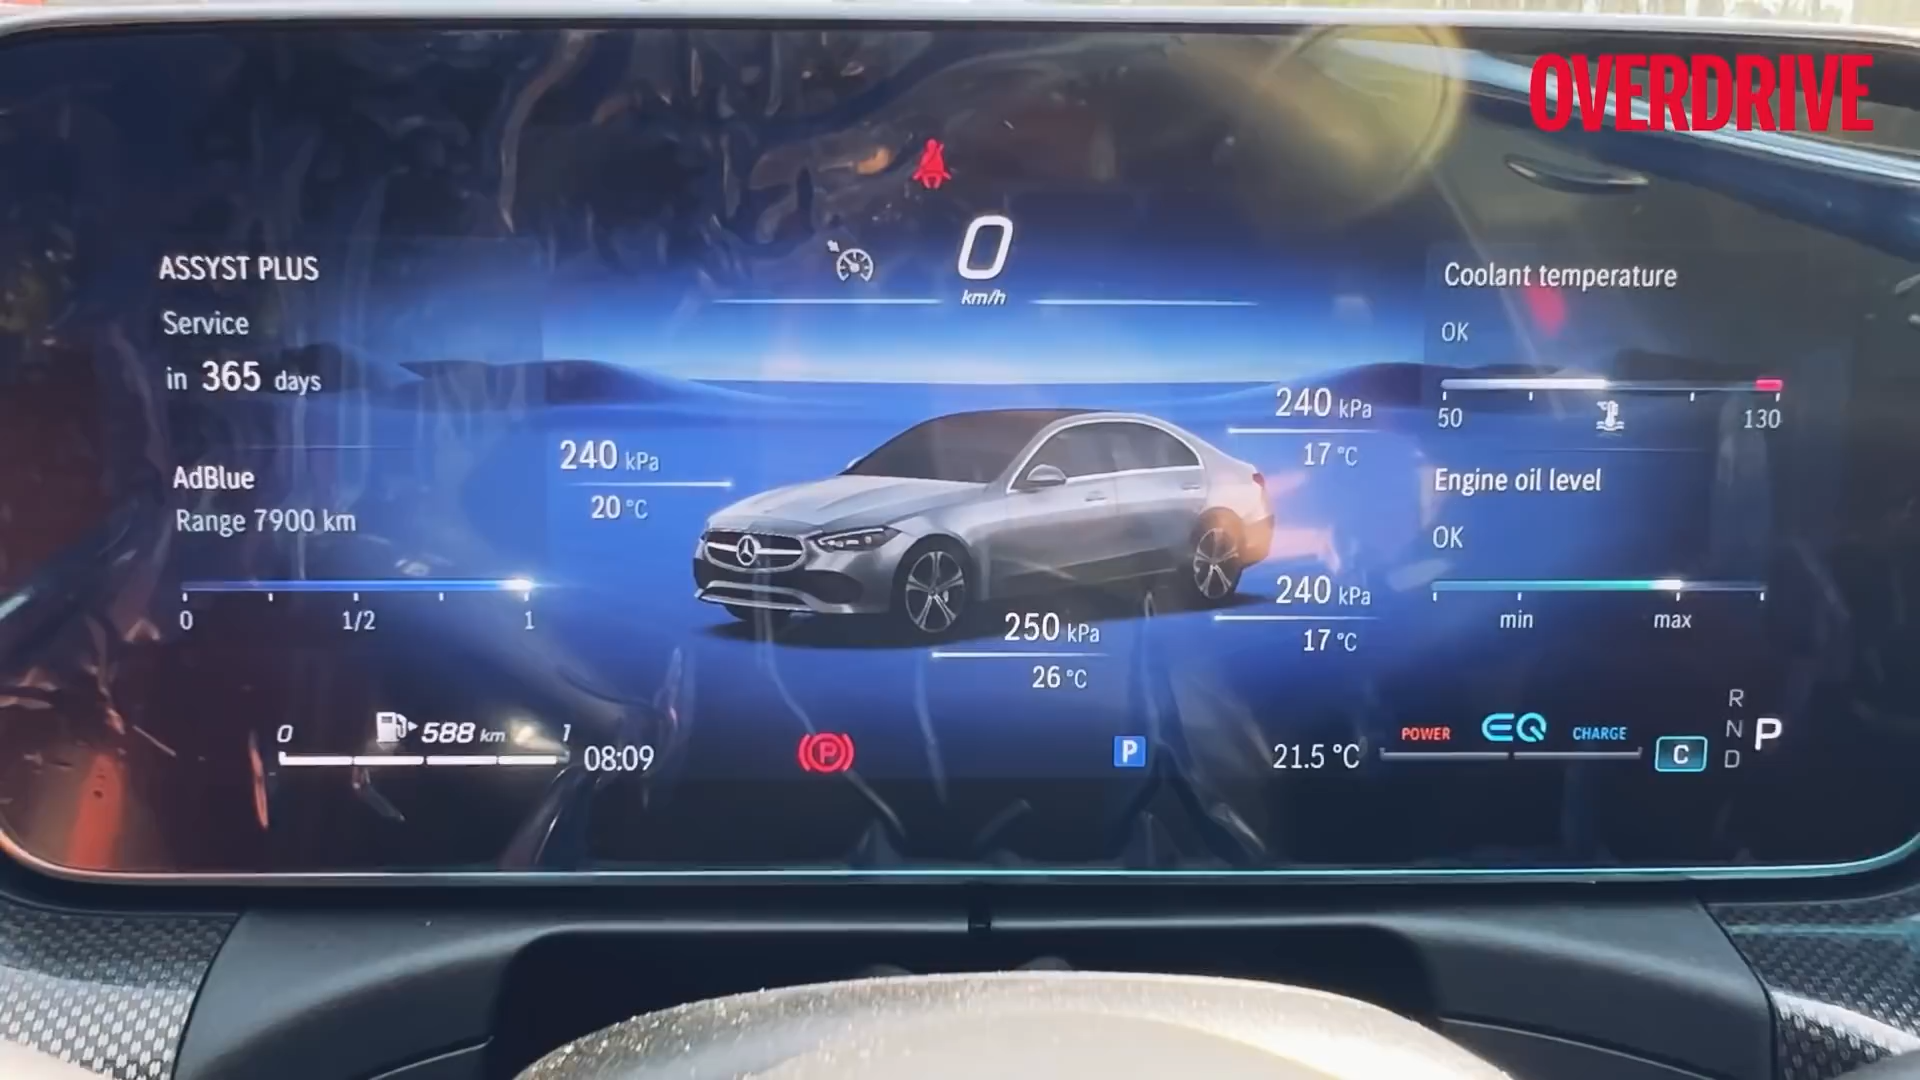 OVERDRIVE
0
km/h
ASSYST PLUS
Service
in 365 days
AdBlue
Range 7900 km
0 1/2 1
240 kPa
20 °C
240 kPa
17 °C
240 kPa
17 °C
250 kPa
26 °C
Coolant temperature
OK
50 130
Engine oil level
OK
min max
0 588 km 1
08:09
P
P
21.5 °C
POWER EQ CHARGE
C
R
N
D
P